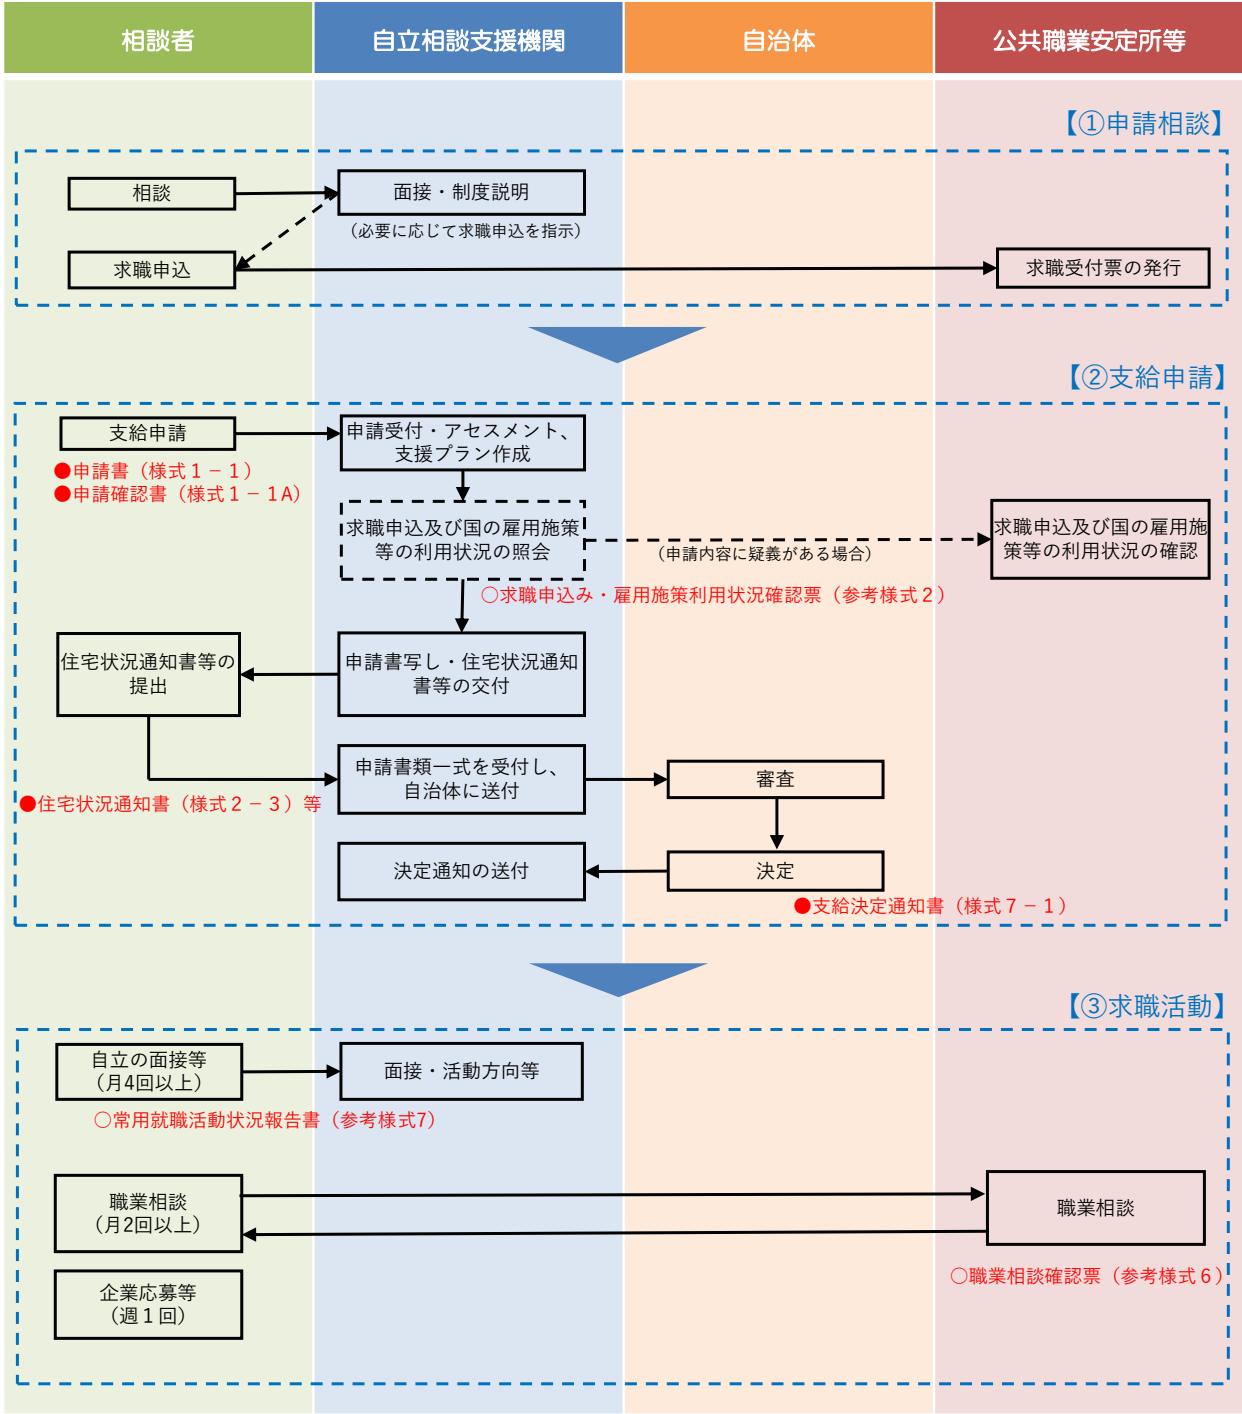 相談者
自立相談支援機関
自治体
公共職業安定所等
【①申請相談】
相談
面接・制度説明
（必要に応じて求職申込を指示）
求職申込
求職受付票の発行
【②支給申請】
支給申請
申請受付・アセスメント、
支援プラン作成
●申請書（様式１－１）
●申請確認書（様式１－１A）
求職申込及び国の雇用施策
等の利用状況の照会
（申請内容に疑義がある場合）
求職申込及び国の雇用施
策等の利用状況の確認
○求職申込み・雇用施策利用状況確認票（参考様式２）
住宅状況通知書等の
提出
申請書写し・住宅状況通知
書等の交付
申請書類一式を受付し、
自治体に送付
審査
●住宅状況通知書（様式２－３）等
決定通知の送付
決定
●支給決定通知書（様式７－１）
【③求職活動】
自立の面接等
（月4回以上）
面接・活動方向等
○常用就職活動状況報告書（参考様式7）
職業相談
（月2回以上）
職業相談
○職業相談確認票（参考様式６）
企業応募等
（週１回）